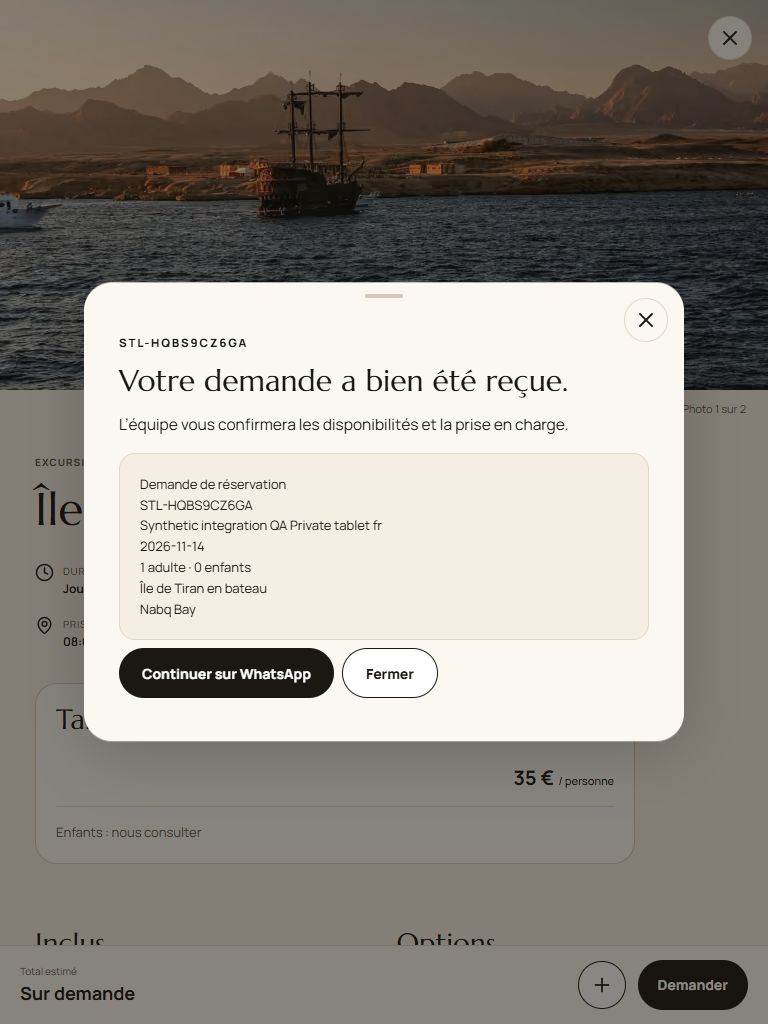 STL-HQBS9CZ6GA
Votre demande a bien été reçue.
L'équipe vous confirmera les disponibilités et la prise en charge.
Demande de réservation
STL-HQBS9CZ6GA
Synthetic integration QA Private tablet fr
2026-11-14
1 adulte · 0 enfants
Île de Tiran en bateau
Nabq Bay
Continuer sur WhatsApp
Fermer
Photo 1 sur 2
Île
35 € / personne
Enfants : nous consulter
Inclus
Options
Total estimé
Sur demande
Demander